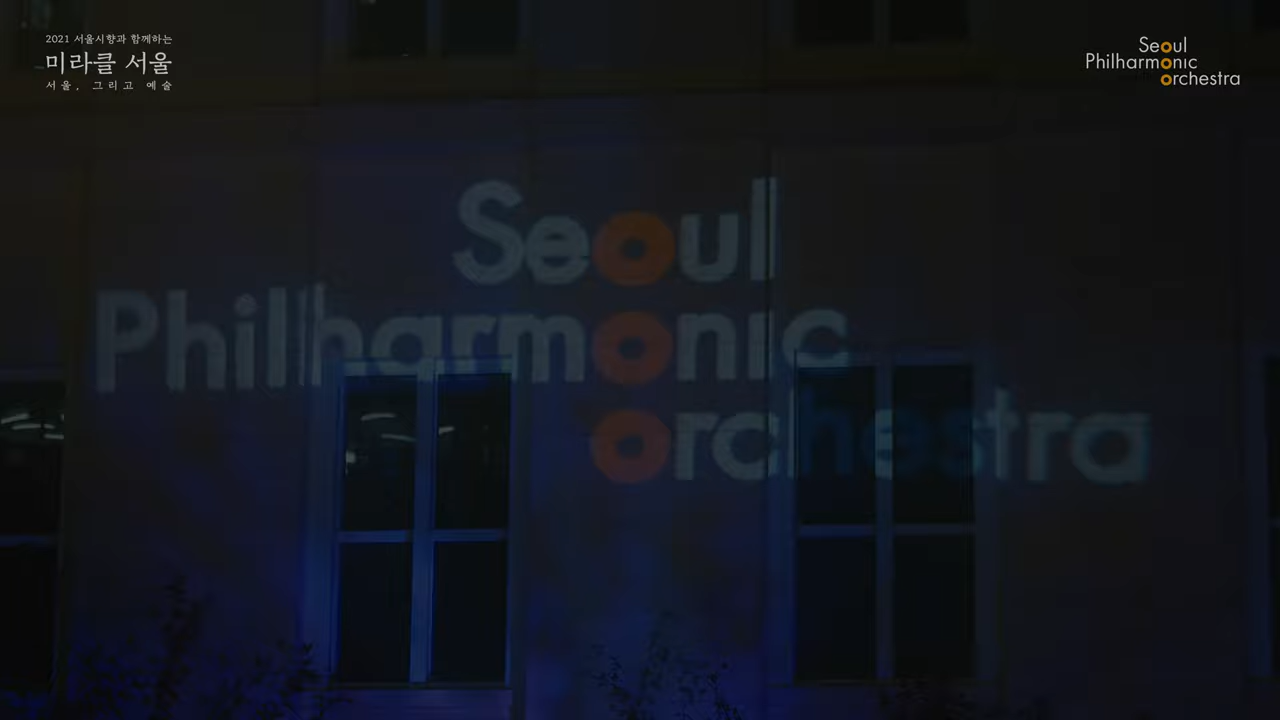 2021 서울시향과 함께하는
미라클 서울
서울, 그리고 예술
Seoul
Philharmonic
orchestra
Seoul
Philharmonic
orchestra